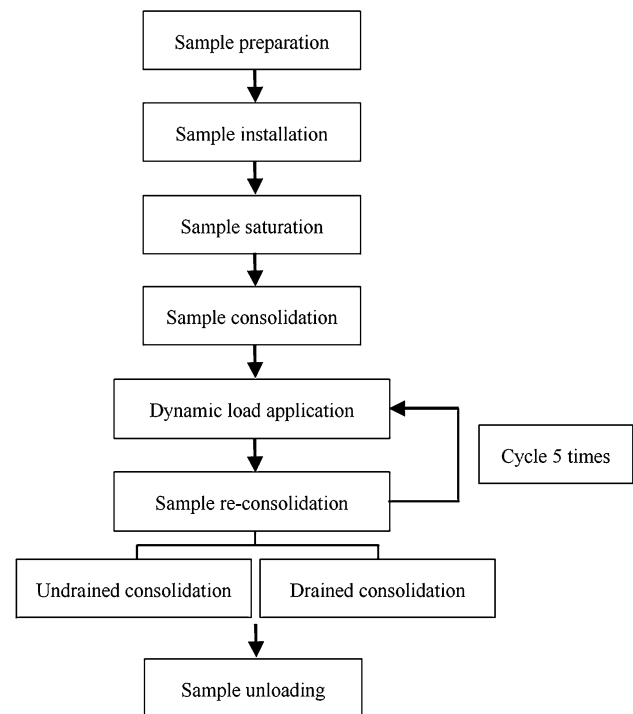 Sample preparation
Sample installation
Sample saturation
Sample consolidation
Dynamic load application
Cycle 5 times
Sample re-consolidation
Undrained consolidation
Drained consolidation
Sample unloading